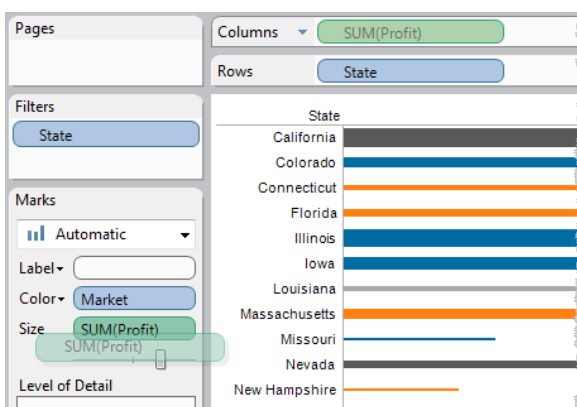 Pages
Columns SUM(Profit)
Rows State
Filters
State
Marks
Automatic
Label
Color Market
Size SUM(Profit)
SUM(Profit)
Level of Detail
State
California
Colorado
Connecticut
Florida
Illinois
Iowa
Louisiana
Massachusetts
Missouri
Nevada
New Hampshire